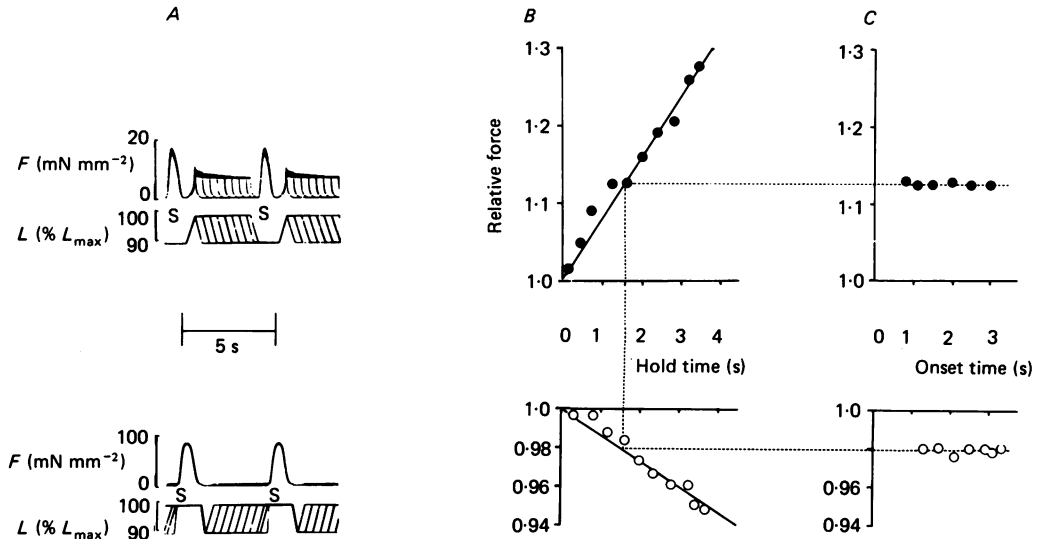 A
B
C
F (mN mm⁻²)
20
0
S
S
L (% Lmax)
100
90
5 s
F (mN mm⁻²)
100
0
S
S
L (% Lmax)
100
90
Relative force
1·3
1·2
1·1
1·0
0 1 2 3 4
Hold time (s)
1·0
0·98
0·96
0·94
1·3
1·2
1·1
1·0
0 1 2 3
Onset time (s)
1·0
0·96
0·94